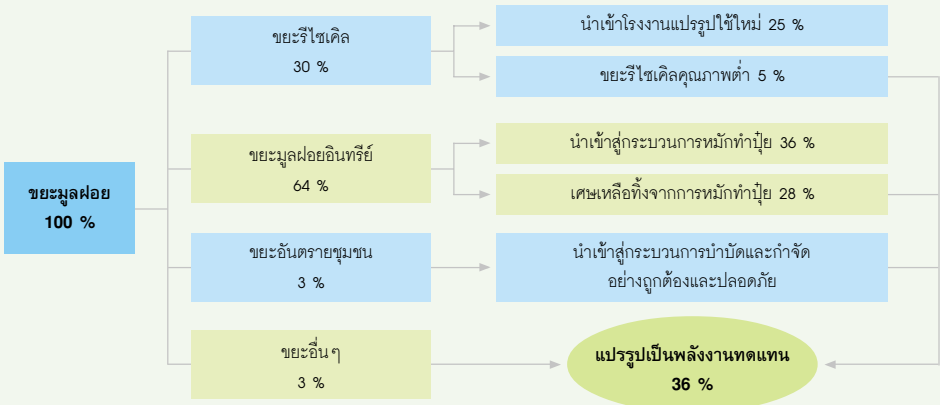 ขยะมูลฝอย
100 %
ขยะรีไซเคิล
30 %
นำเข้าโรงงานแปรรูปใช้ใหม่ 25 %
ขยะรีไซเคิลคุณภาพต่ำ 5 %
ขยะมูลฝอยอินทรีย์
64 %
นำเข้าสู่กระบวนการหมักทำปุ๋ย 36 %
เศษเหลือทิ้งจากการหมักทำปุ๋ย 28 %
ขยะอันตรายชุมชน
3 %
นำเข้าสู่กระบวนการบำบัดและกำจัด
อย่างถูกต้องและปลอดภัย
ขยะอื่นๆ
3 %
แปรรูปเป็นพลังงานทดแทน
36 %